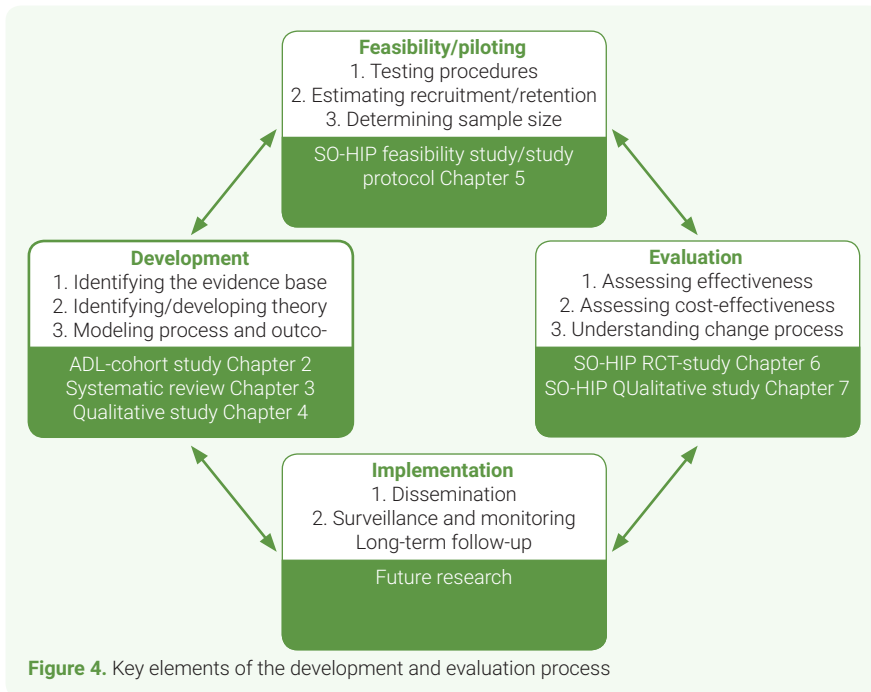 Feasibility/piloting
1. Testing procedures
2. Estimating recruitment/retention
3. Determining sample size
SO-HIP feasibility study/study
protocol Chapter 5
Development
1. Identifying the evidence base
2. Identifying/developing theory
3. Modeling process and outco-
ADL-cohort study Chapter 2
Systematic review Chapter 3
Qualitative study Chapter 4
Evaluation
1. Assessing effectiveness
2. Assessing cost-effectiveness
3. Understanding change process
SO-HIP RCT-study Chapter 6
SO-HIP QUalitative study Chapter 7
Implementation
1. Dissemination
2. Surveillance and monitoring
Long-term follow-up
Future research
Figure 4. Key elements of the development and evaluation process